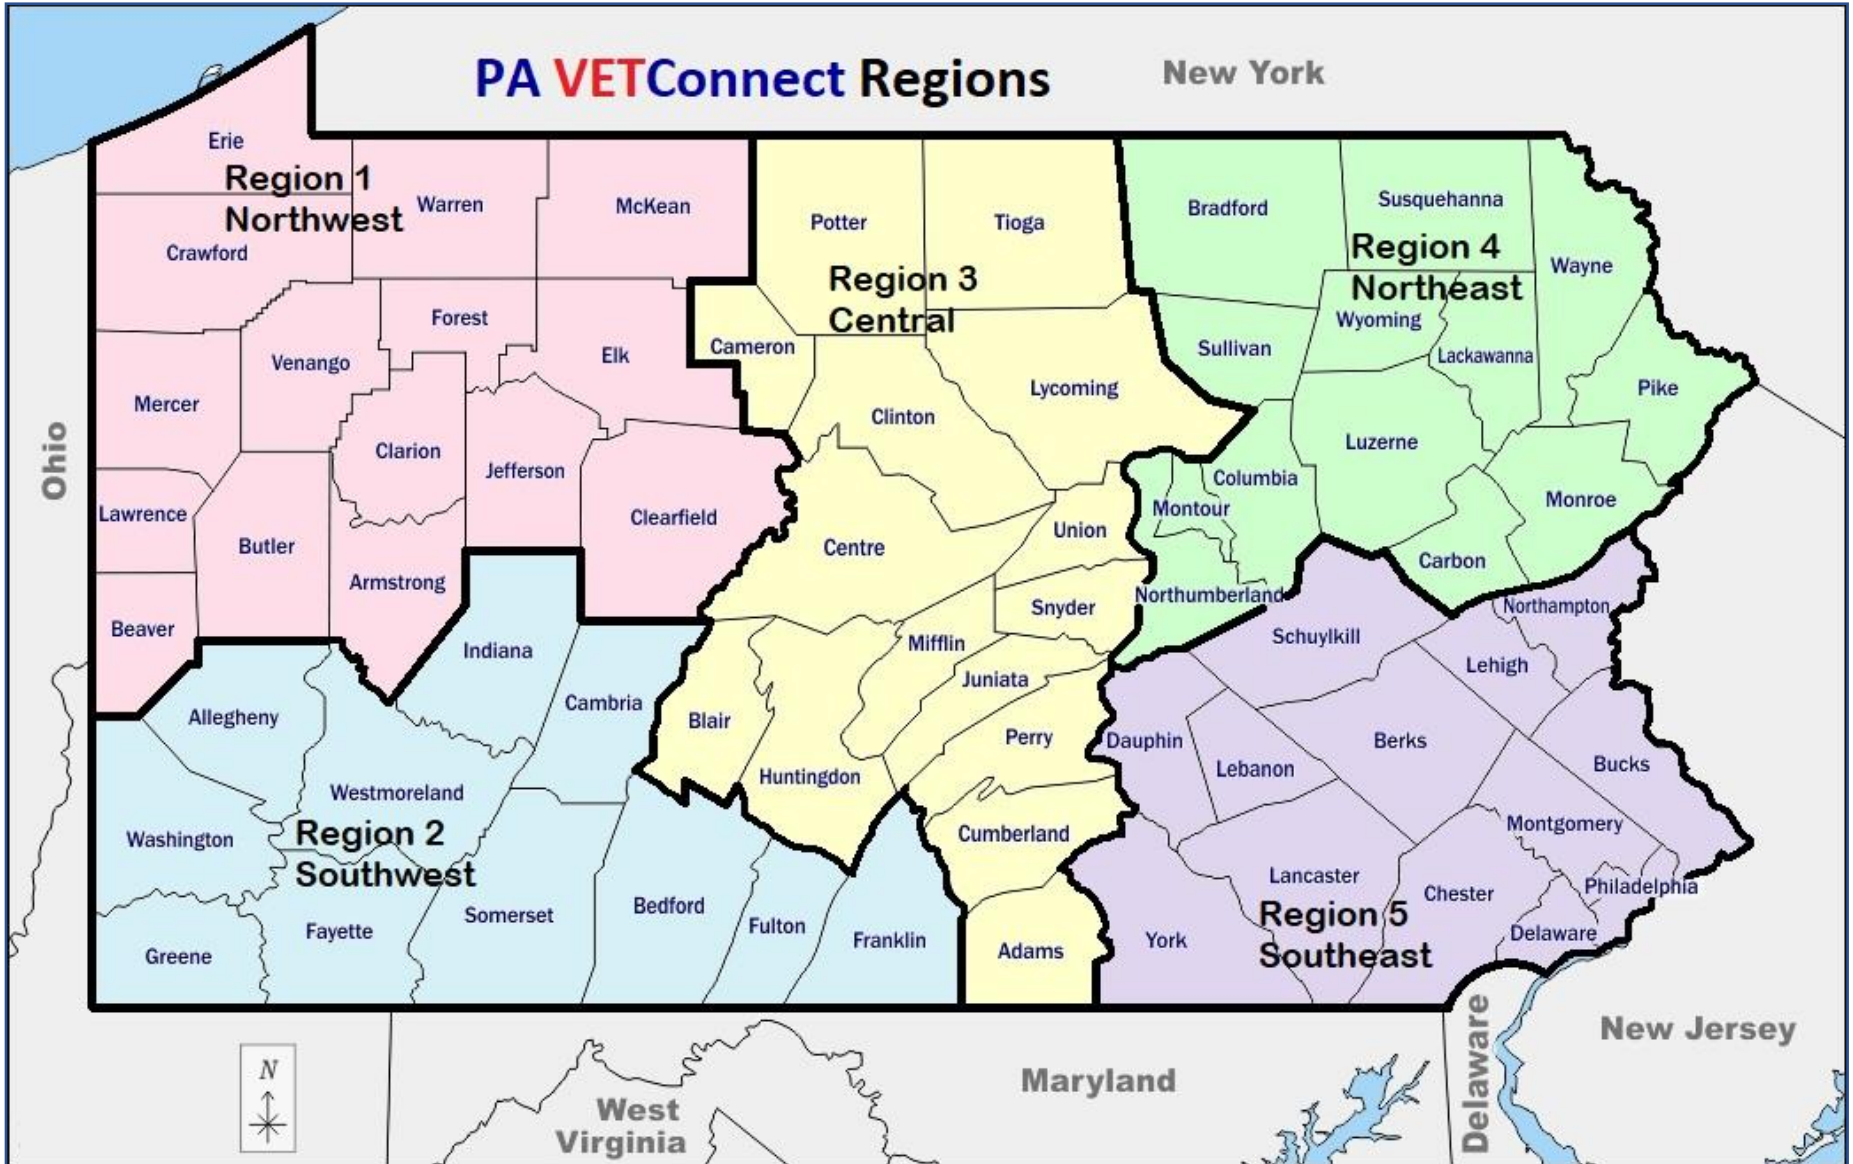 PA VETConnect Regions
New York
Ohio
Erie
Region 1
Northwest
Crawford
Warren
McKean
Forest
Venango
Elk
Mercer
Clarion
Jefferson
Lawrence
Butler
Clearfield
Armstrong
Beaver
Potter
Tioga
Region 3
Central
Cameron
Clinton
Lycoming
Centre
Union
Snyder
Mifflin
Juniata
Blair
Huntingdon
Perry
Cumberland
Adams
Bradford
Susquehanna
Region 4
Northeast
Wayne
Wyoming
Sullivan
Lackawanna
Pike
Luzerne
Columbia
Montour
Monroe
Carbon
Northumberland
Indiana
Cambria
Allegheny
Westmoreland
Washington
Region 2
Southwest
Greene
Fayette
Somerset
Bedford
Fulton
Franklin
Northampton
Schuylkill
Lehigh
Dauphin
Lebanon
Berks
Bucks
Montgomery
Lancaster
Chester
Philadelphia
Region 5
Southeast
York
Delaware
N
West
Virginia
Maryland
Delaware
New Jersey